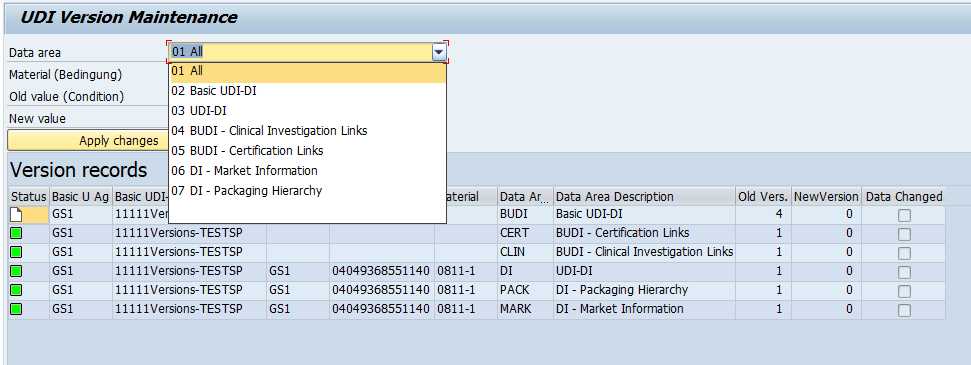 UDI Version Maintenance
Data area 01 All
01 All
Material (Bedingung)
02 Basic UDI-DI
Old value (Condition)
03 UDI-DI
New value
04 BUDI - Clinical Investigation Links
Apply changes
05 BUDI - Certification Links
06 DI - Market Information
07 DI - Packaging Hierarchy
Version records
Status Basic U Ag Basic UDI- aterial Data Ar... Data Area Description Old Vers. NewVersion Data Changed
GS1 11111Ver BUDI Basic UDI-DI 4 0
GS1 11111Versions-TESTSP CERT BUDI - Certification Links 1 0
GS1 11111Versions-TESTSP CLIN BUDI - Clinical Investigation Links 1 0
GS1 11111Versions-TESTSP GS1 04049368551140 0811-1 DI UDI-DI 1 0
GS1 11111Versions-TESTSP GS1 04049368551140 0811-1 PACK DI - Packaging Hierarchy 1 0
GS1 11111Versions-TESTSP GS1 04049368551140 0811-1 MARK DI - Market Information 1 0